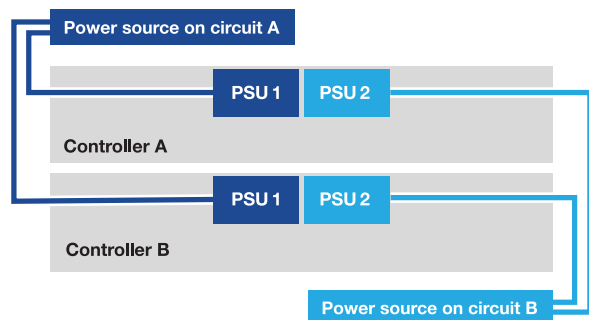 Power source on circuit A
PSU 1
PSU 2
Controller A
PSU 1
PSU 2
Controller B
Power source on circuit B